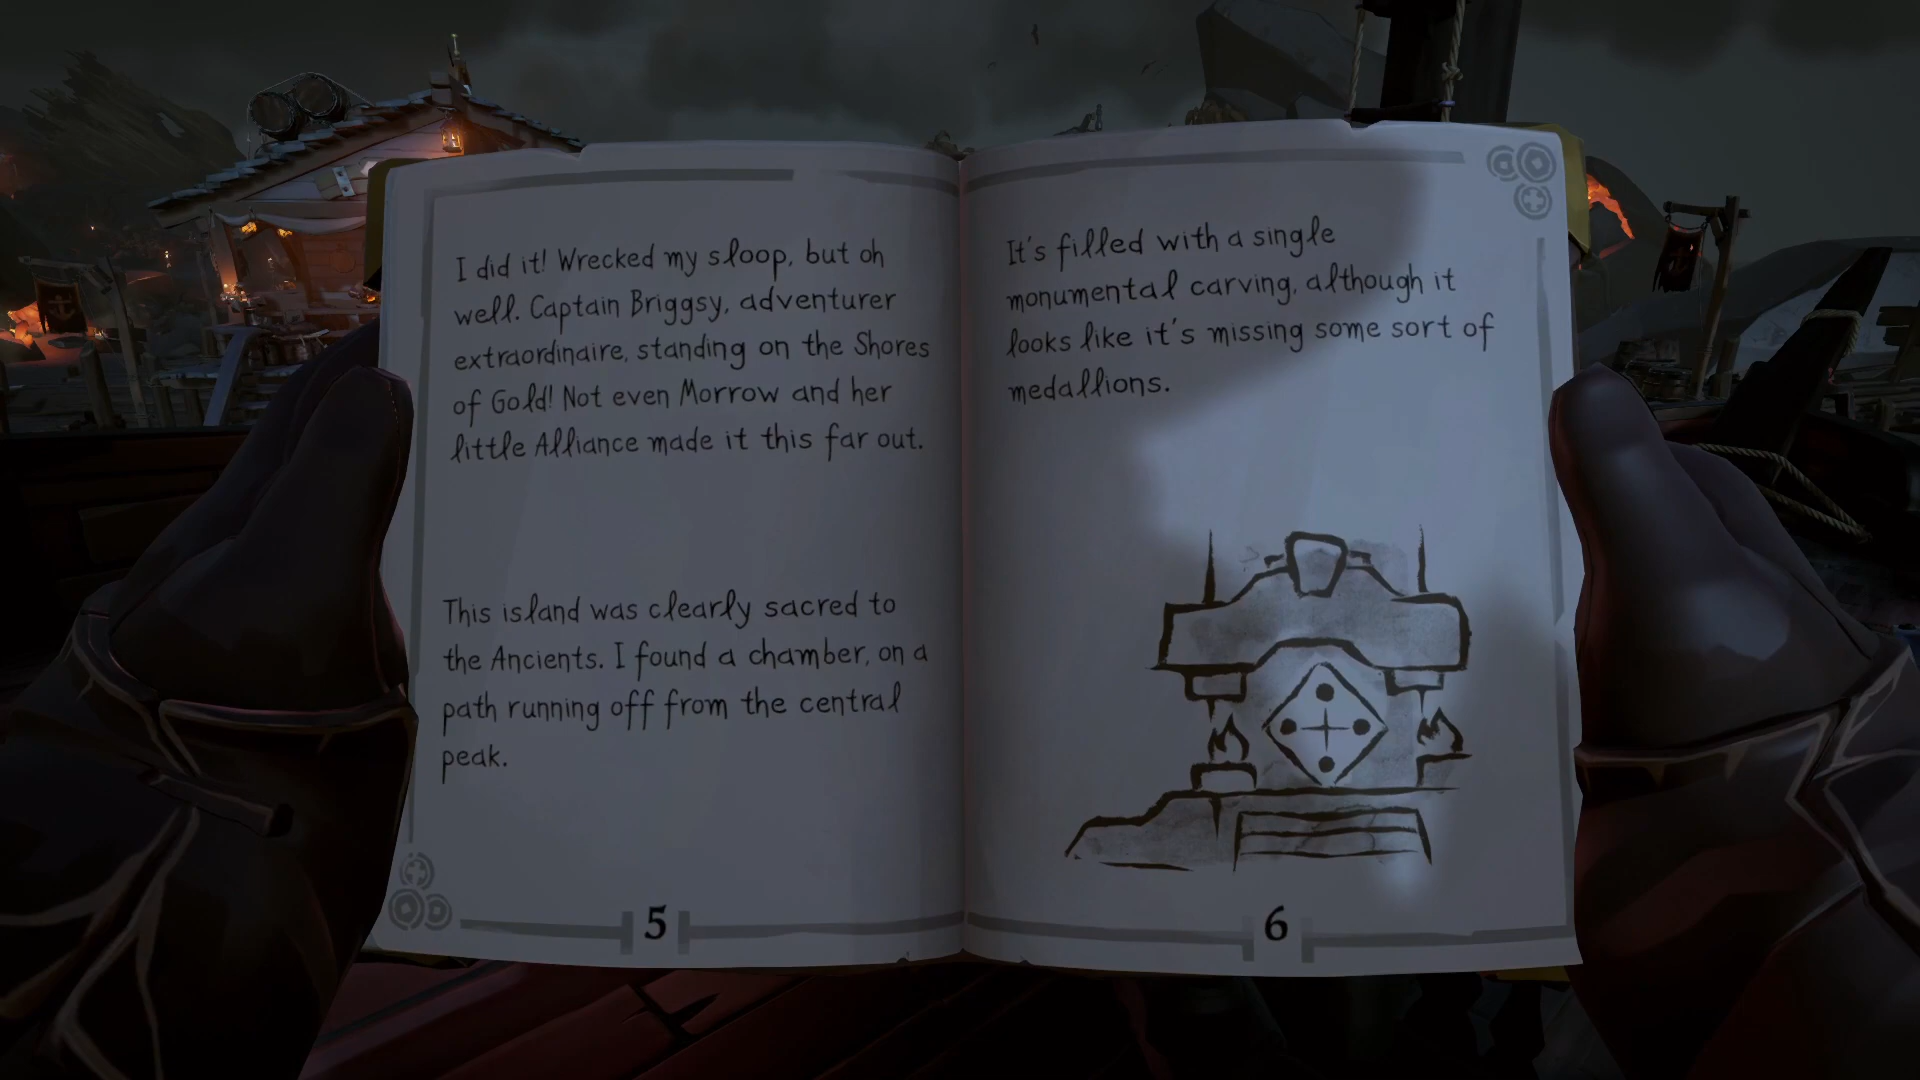 I did it! Wrecked my sloop, but oh
well. Captain Briggsy, adventurer
extraordinaire, standing on the Shores
of Gold! Not even Morrow and her
little Alliance made it this far out.
This island was clearly sacred to
the Ancients. I found a chamber, on a
path running off from the central
peak.
5
It's filled with a single
monumental carving, although it
looks like it's missing some sort of
medallions.
6